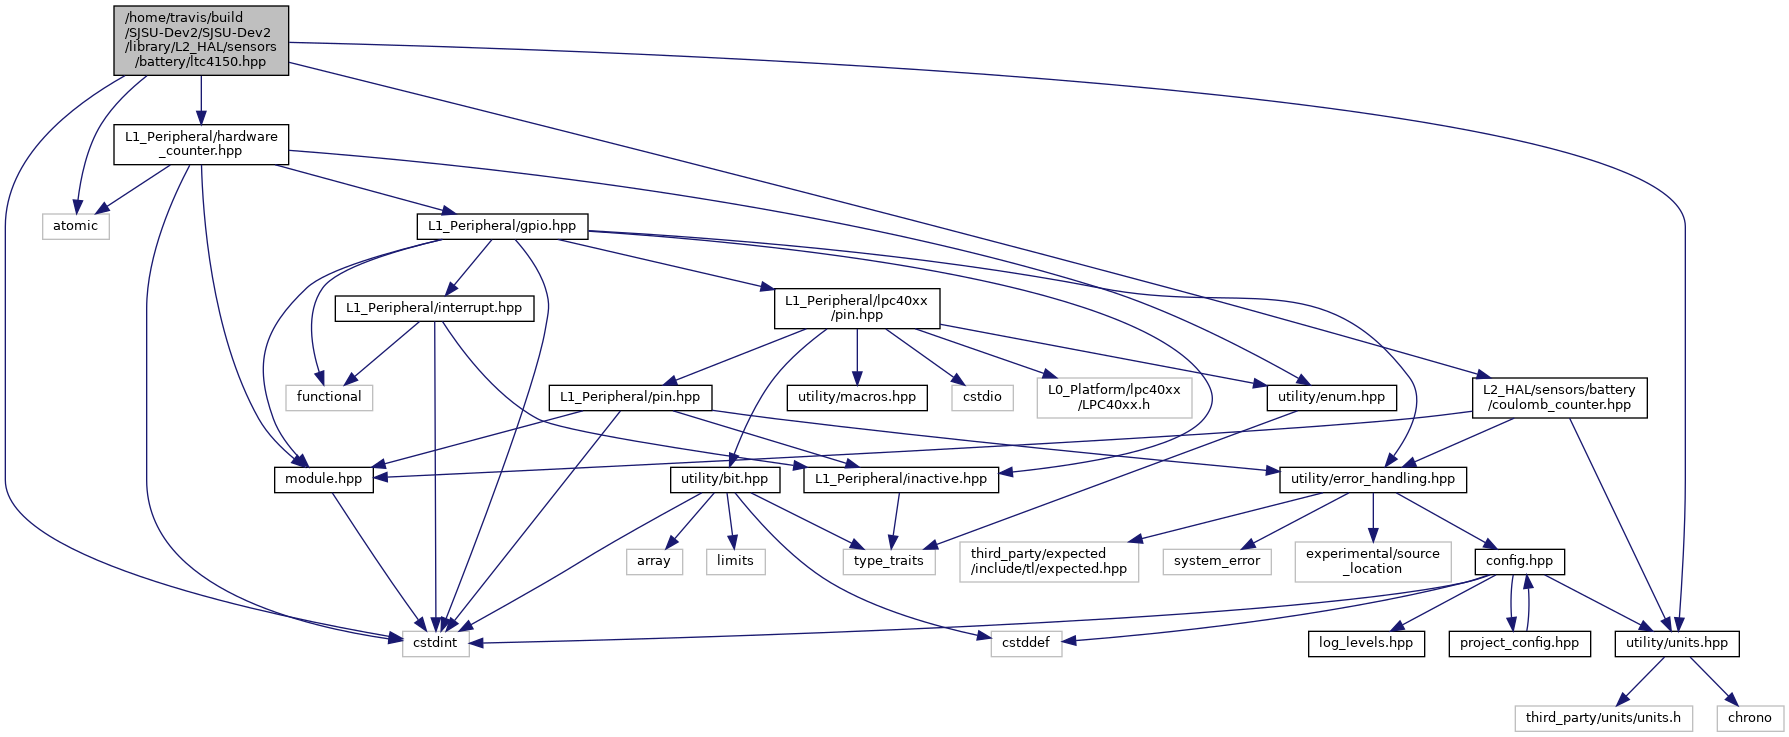 /home/travis/build
/SJSU-Dev2/SJSU-Dev2
/library/L2_HAL/sensors
/battery/ltc4150.hpp
L1_Peripheral/hardware
_counter.hpp
atomic
L1_Peripheral/gpio.hpp
L1_Peripheral/interrupt.hpp
L1_Peripheral/lpc40xx
/pin.hpp
functional
L1_Peripheral/pin.hpp
utility/macros.hpp
cstdio
L0_Platform/lpc40xx
/LPC40xx.h
utility/enum.hpp
L2_HAL/sensors/battery
/coulomb_counter.hpp
module.hpp
utility/bit.hpp
L1_Peripheral/inactive.hpp
utility/error_handling.hpp
array
limits
type_traits
third_party/expected
/include/tl/expected.hpp
system_error
experimental/source
_location
config.hpp
cstdint
cstddef
log_levels.hpp
project_config.hpp
utility/units.hpp
third_party/units/units.h
chrono